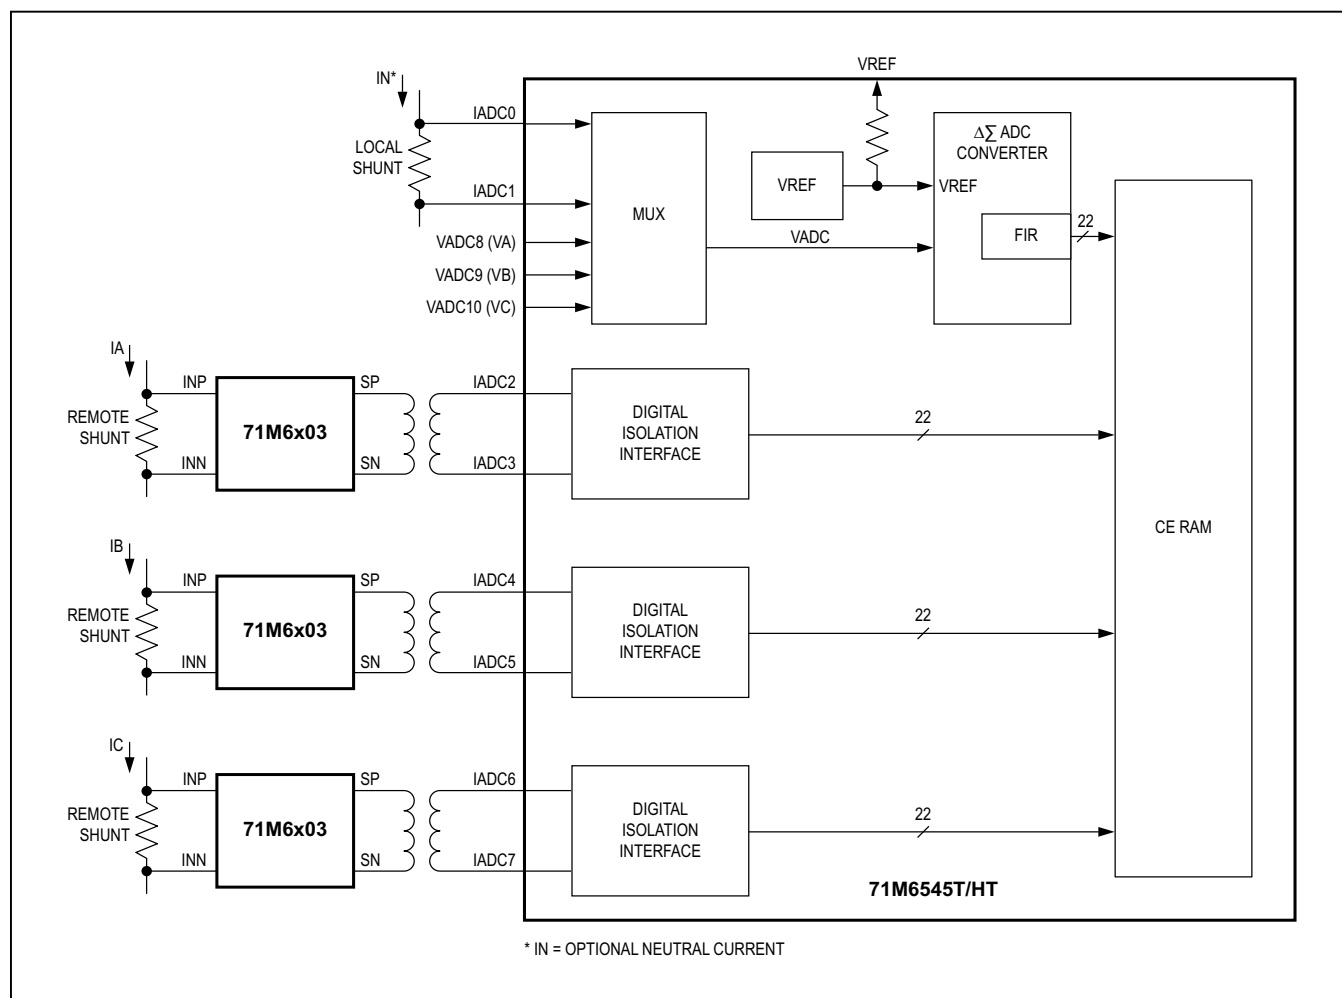 VREF
IN*
IADC0
LOCAL
SHUNT
IADC1
VADC8 (VA)
VADC9 (VB)
VADC10 (VC)
MUX
VREF
VADC
ΔΣ ADC
CONVERTER
VREF
FIR
22
CE RAM
IA
REMOTE
SHUNT
INP
INN
71M6x03
SP
SN
IADC2
IADC3
DIGITAL
ISOLATION
INTERFACE
22
IB
REMOTE
SHUNT
INP
INN
71M6x03
SP
SN
IADC4
IADC5
DIGITAL
ISOLATION
INTERFACE
22
IC
REMOTE
SHUNT
INP
INN
71M6x03
SP
SN
IADC6
IADC7
DIGITAL
ISOLATION
INTERFACE
22
71M6545T/HT
* IN = OPTIONAL NEUTRAL CURRENT